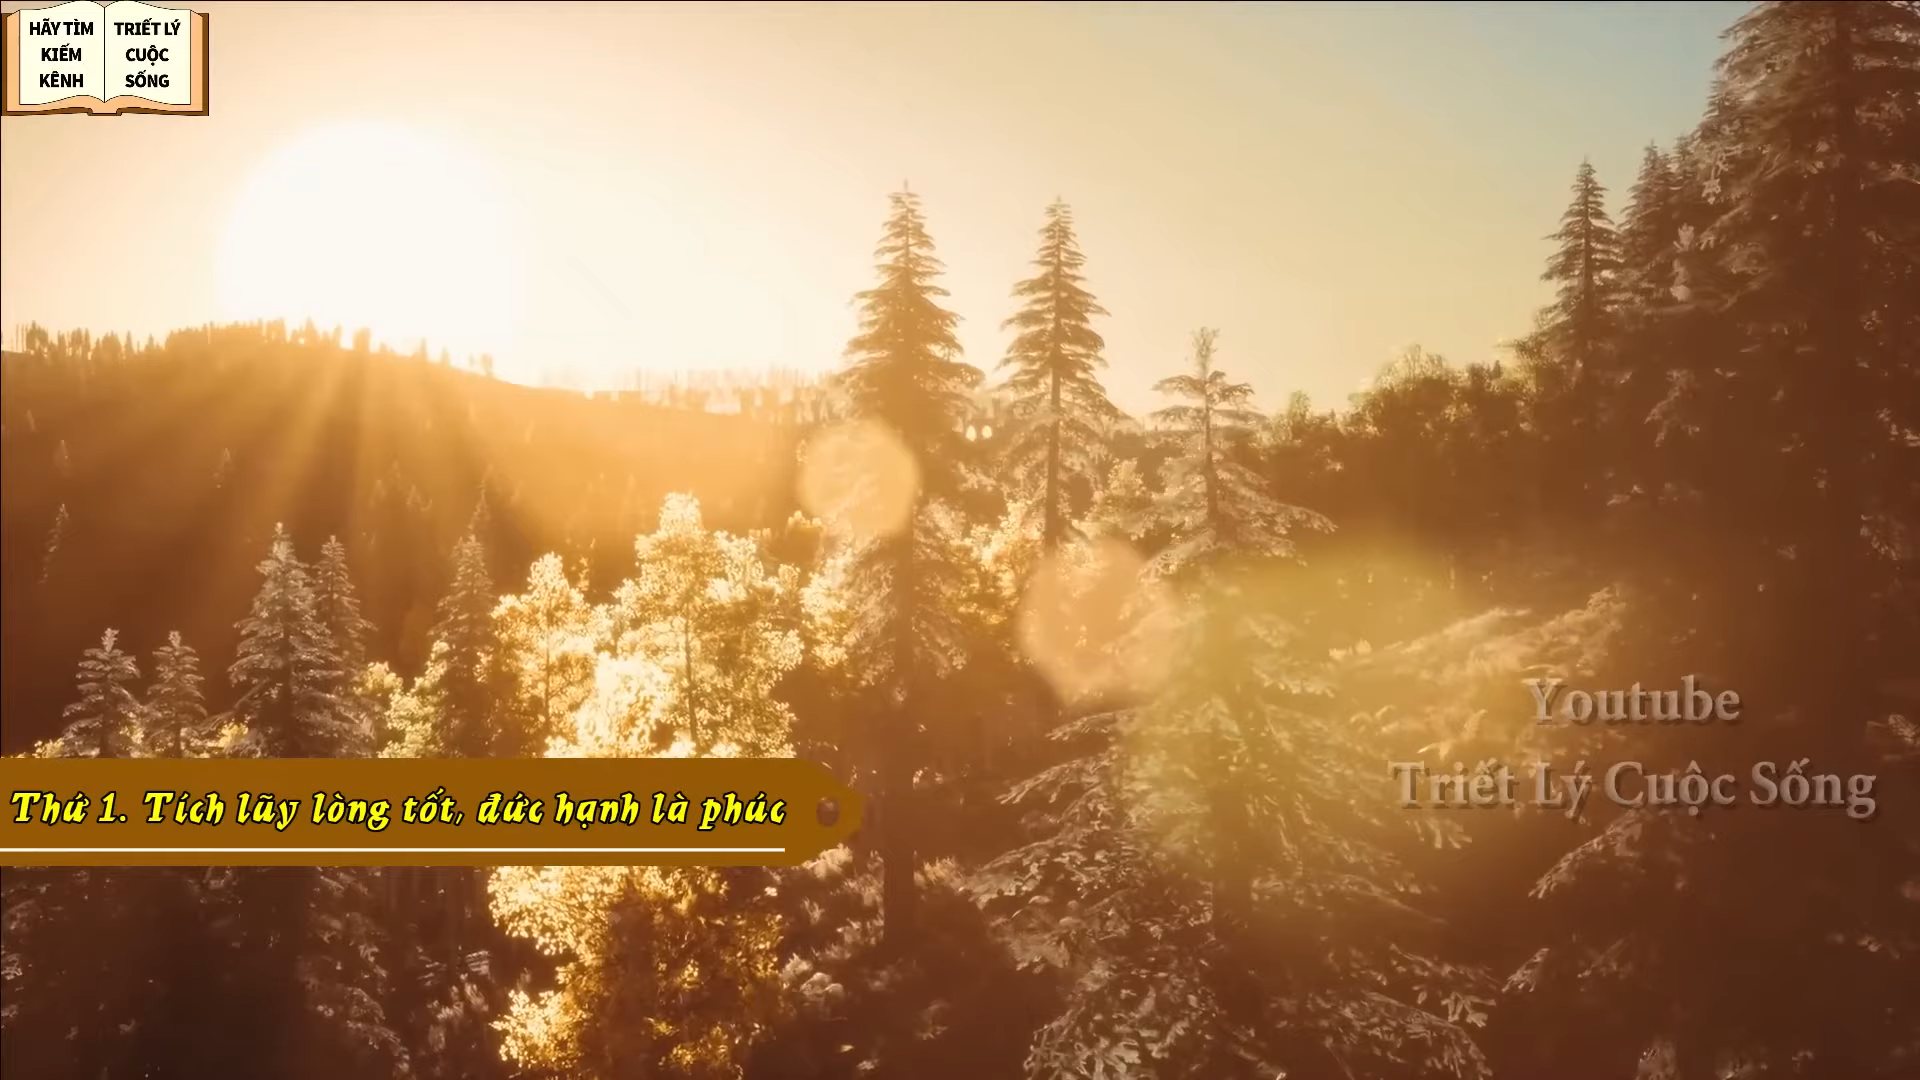 HÃY TÌM
KIẾM
KÊNH
TRIẾT LÝ
CUỘC
SỐNG
Youtube
Triết Lý Cuộc Sống
Thứ 1. Tích lũy lòng tốt, đức hạnh là phúc